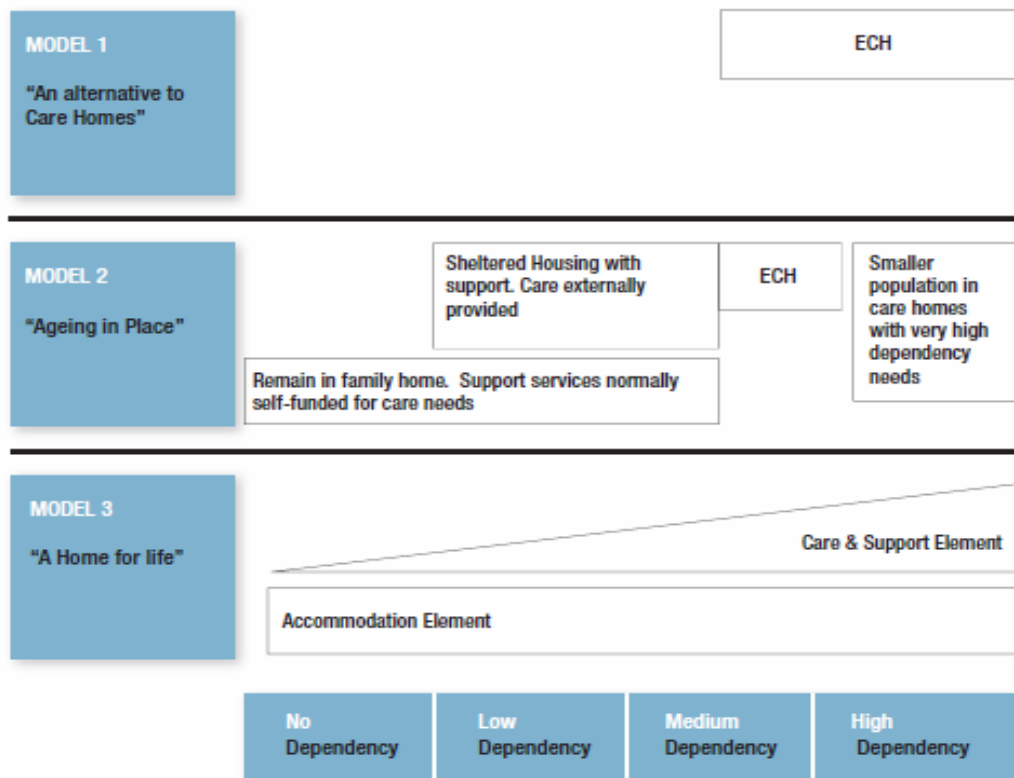 MODEL 1
“An alternative to
Care Homes”
ECH
MODEL 2
“Ageing in Place”
Sheltered Housing with
support. Care externally
provided
ECH
Smaller
population in
care homes
with very high
dependency
needs
Remain in family home. Support services normally
self-funded for care needs
MODEL 3
“A Home for life”
Care & Support Element
Accommodation Element
No
Dependency
Low
Dependency
Medium
Dependency
High
Dependency